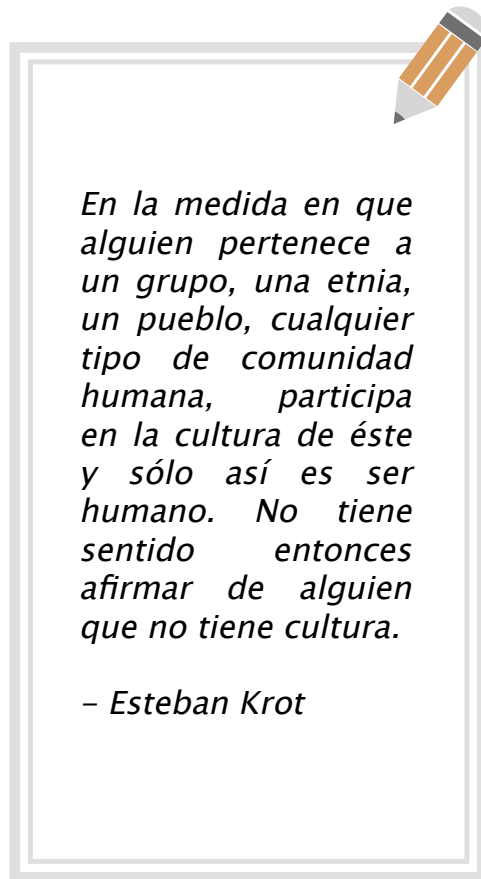 En la medida en que
alguien pertenece a
un grupo, una etnia,
un pueblo, cualquier
tipo de comunidad
humana, participa
en la cultura de éste
y sólo así es ser
humano. No tiene
sentido entonces
afirmar de alguien
que no tiene cultura.
– Esteban Krot